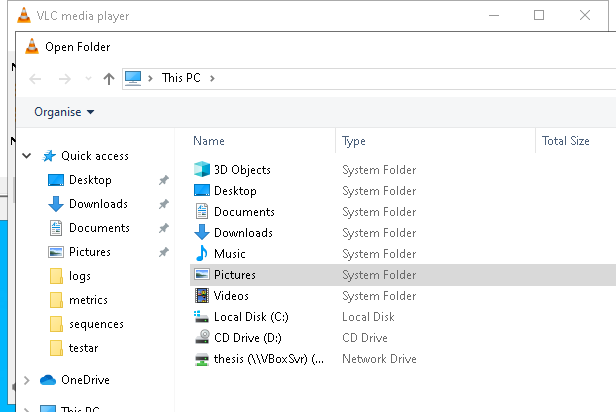 VLC media player
Open Folder
This PC
Organise
Name Type Total Size
Quick access
Desktop
Downloads
Documents
Pictures
logs
metrics
sequences
testar
OneDrive
This PC
3D Objects System Folder
Desktop System Folder
Documents System Folder
Downloads System Folder
Music System Folder
Pictures System Folder
Videos System Folder
Local Disk (C:) Local Disk
CD Drive (D:) CD Drive
thesis (\\VBoxSvr) (... Network Drive